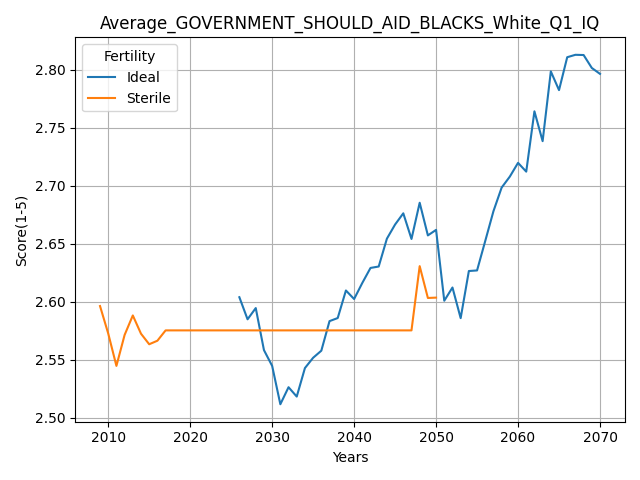 Average_GOVERNMENT_SHOULD_AID_BLACKS_White_Q1_IQ
Fertility
Ideal
Sterile
Score(1-5)
2.80
2.75
2.70
2.65
2.60
2.55
2.50
2010 2020 2030 2040 2050 2060 2070
Years